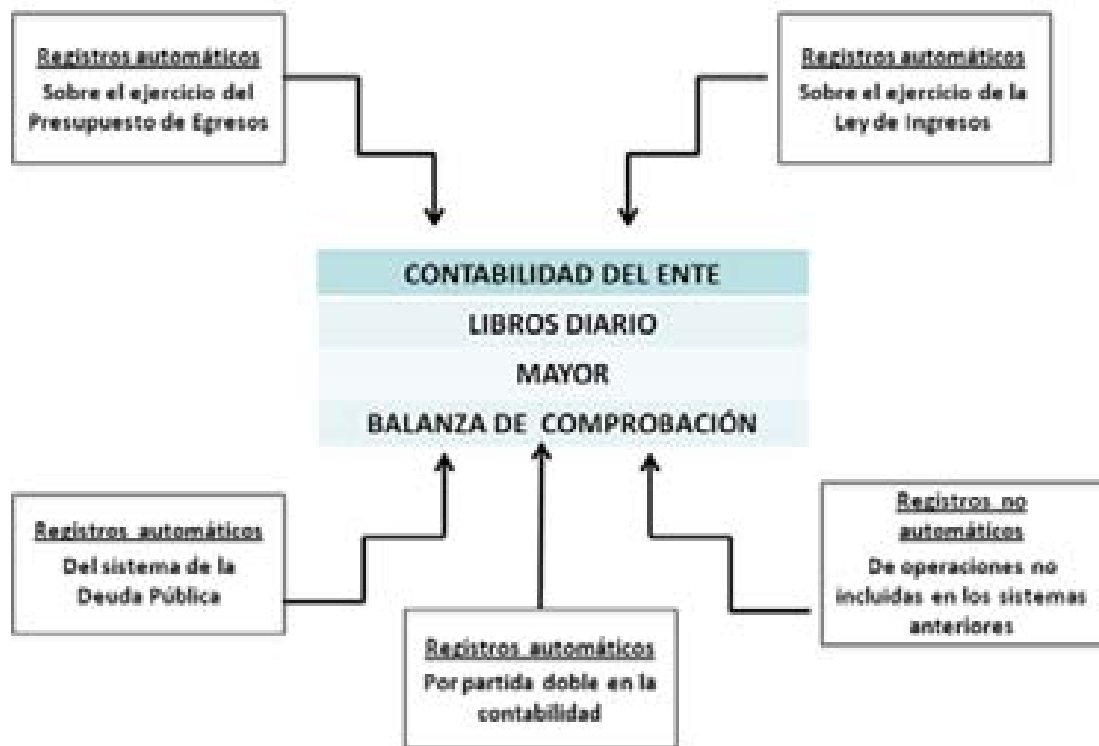 Registros automáticos
Sobre el ejercicio del
Presupuesto de Egresos
Registros automáticos
Sobre el ejercicio de la
Ley de Ingresos
CONTABILIDAD DEL ENTE
LIBROS DIARIO
MAYOR
BALANZA DE COMPROBACIÓN
Registros automáticos
Del sistema de la
Deuda Pública
Registros automáticos
Por partida doble en la
contabilidad
Registros no
automáticos
De operaciones no
incluidas en los sistemas
anteriores